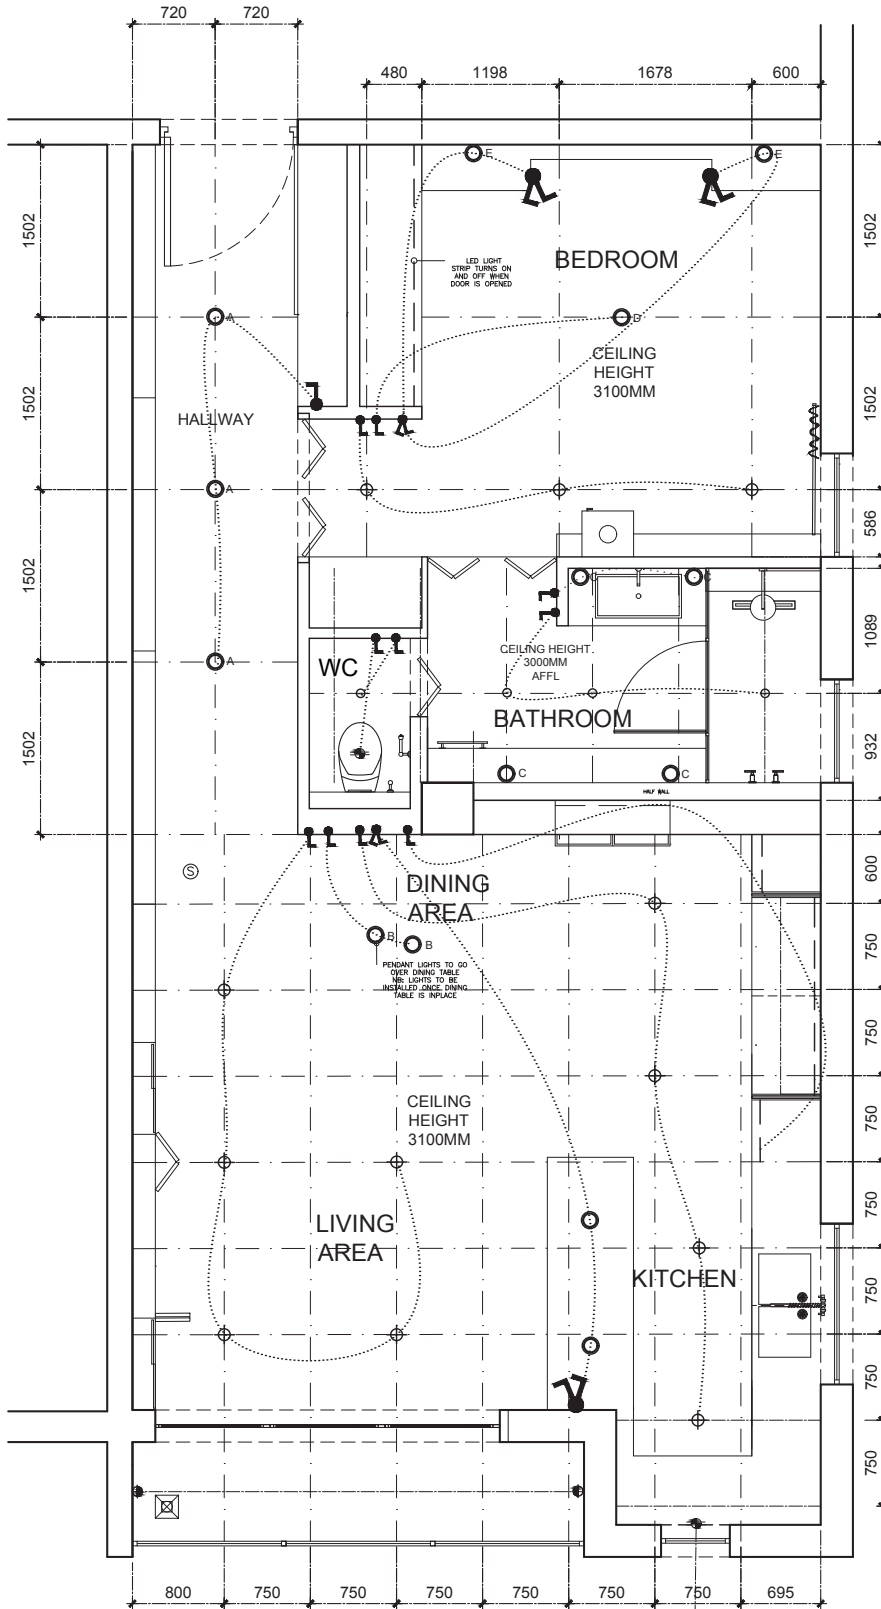 720
720
480
1198
1678
600
1502
1502
1502
1502
E
E
LED LIGHT
STRIP TURNS ON
AND OFF WHEN
DOOR IS OPENED
BEDROOM
A
D
CEILING
HEIGHT
3100MM
HALLWAY
A
A
1502
1502
586
1089
932
C
C
CEILING HEIGHT
3000MM
AFFL
WC
BATHROOM
C
C
HALF WALL
S
DINING
AREA
B
B
PENDANT LIGHTS TO GO
OVER DINING TABLE
NB: LIGHTS TO BE
INSTALLED ONCE DINING
TABLE IS INPLACE
CEILING
HEIGHT
3100MM
LIVING
AREA
KITCHEN
600
750
750
750
750
750
750
750
800
750
750
750
750
750
750
695